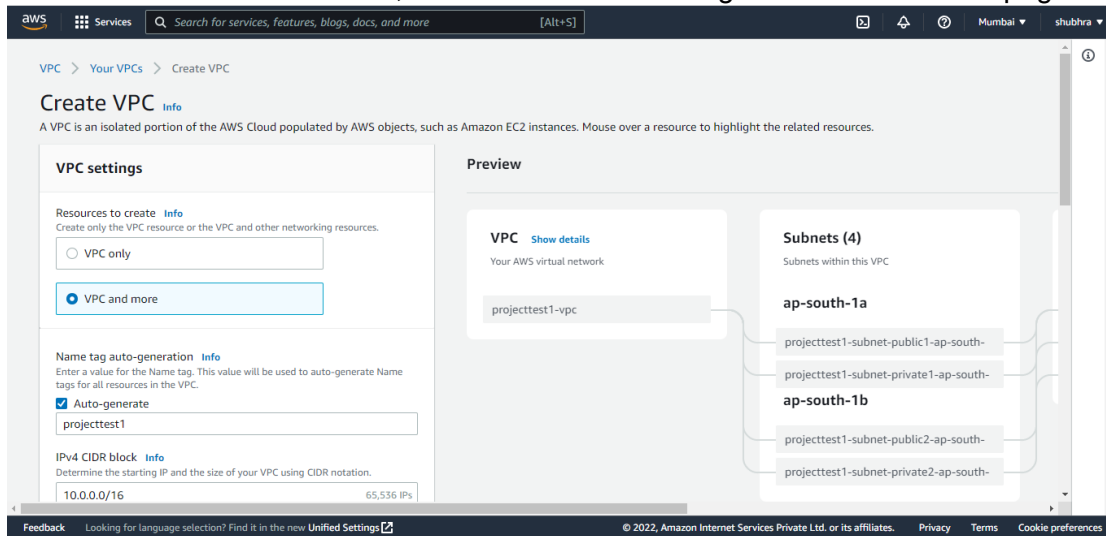 aws Services Search for services, features, blogs, docs, and more [Alt+S] Mumbai shubhra
VPC > Your VPCs > Create VPC
Create VPC Info
A VPC is an isolated portion of the AWS Cloud populated by AWS objects, such as Amazon EC2 instances. Mouse over a resource to highlight the related resources.
VPC settings
Resources to create Info
Create only the VPC resource or the VPC and other networking resources.
VPC only
VPC and more
Name tag auto-generation Info
Enter a value for the Name tag. This value will be used to auto-generate Name
tags for all resources in the VPC.
Auto-generate
projecttest1
IPv4 CIDR block Info
Determine the starting IP and the size of your VPC using CIDR notation.
10.0.0.0/16 65,536 IPs
Preview
VPC Show details
Your AWS virtual network
projecttest1-vpc
Subnets (4)
Subnets within this VPC
ap-south-1a
projecttest1-subnet-public1-ap-south-
projecttest1-subnet-private1-ap-south-
ap-south-1b
projecttest1-subnet-public2-ap-south-
projecttest1-subnet-private2-ap-south-
Feedback Looking for language selection? Find it in the new Unified Settings © 2022, Amazon Internet Services Private Ltd. or its affiliates. Privacy Terms Cookie preferences